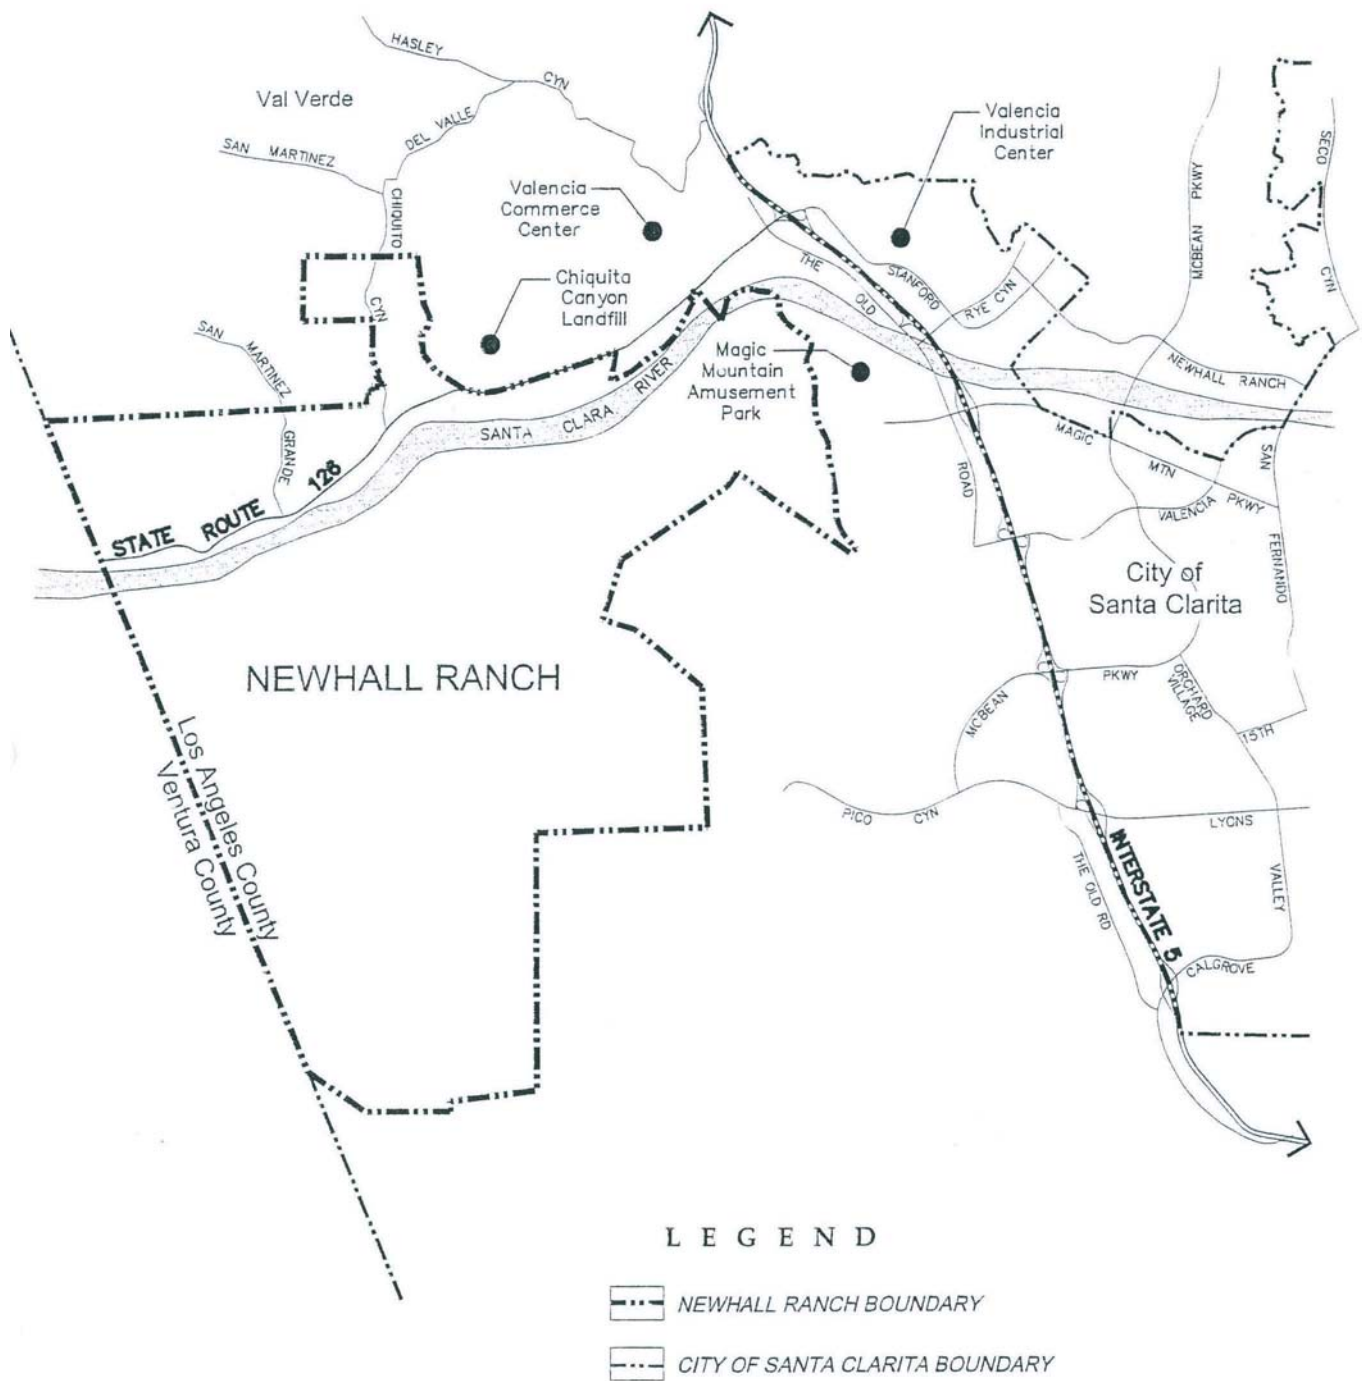 HASLEY
CYN
Val Verde
DEL VALLE
SAN MARTINEZ
CHIQUITO
CYN
Valencia
Commerce
Center
Valencia
Industrial
Center
MCBEAN PKWY
SECO
CYN
Chiquita
Canyon
Landfill
THE
OLD
ROAD
STANFORD
RYE CYN
SAN
MARTINEZ
GRANDE
Magic
Mountain
Amusement
Park
NEWHALL RANCH
SANTA CLARA RIVER
STATE ROUTE 126
MAGIC
MTN
PKWY
VALENCIA
SAN
FERNANDO
City of
Santa Clarita
NEWHALL RANCH
MCBEAN
PKWY
ORCHARD
VILLAGE
15TH
Los Angeles County
Ventura County
PICO
CYN
LYONS
THE OLD RD
INTERSTATE 5
VALLEY
CALGROVE
LEGEND
NEWHALL RANCH BOUNDARY
CITY OF SANTA CLARITA BOUNDARY